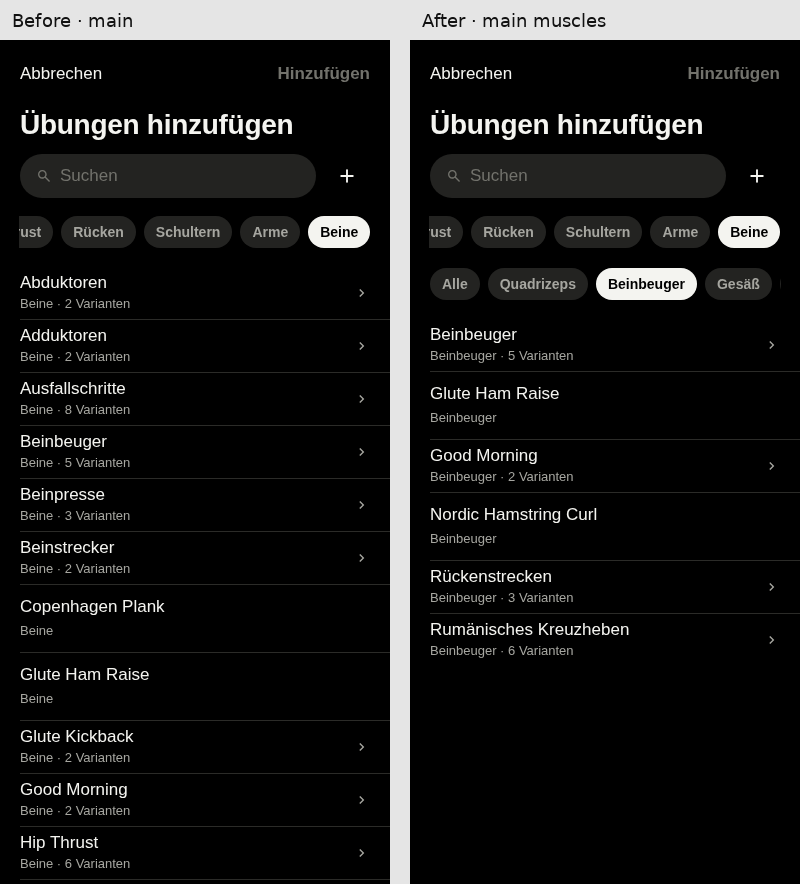 Before · main
Abbrechen Hinzufügen
Übungen hinzufügen
Suchen
rust Rücken Schultern Arme Beine
Abduktoren
Beine · 2 Varianten
Adduktoren
Beine · 2 Varianten
Ausfallschritte
Beine · 8 Varianten
Beinbeuger
Beine · 5 Varianten
Beinpresse
Beine · 3 Varianten
Beinstrecker
Beine · 2 Varianten
Copenhagen Plank
Beine
Glute Ham Raise
Beine
Glute Kickback
Beine · 2 Varianten
Good Morning
Beine · 2 Varianten
Hip Thrust
Beine · 6 Varianten
After · main muscles
Abbrechen Hinzufügen
Übungen hinzufügen
Suchen
rust Rücken Schultern Arme Beine
Alle Quadrizeps Beinbeuger Gesäß
Beinbeuger
Beinbeuger · 5 Varianten
Glute Ham Raise
Beinbeuger
Good Morning
Beinbeuger · 2 Varianten
Nordic Hamstring Curl
Beinbeuger
Rückenstrecken
Beinbeuger · 3 Varianten
Rumänisches Kreuzheben
Beinbeuger · 6 Varianten